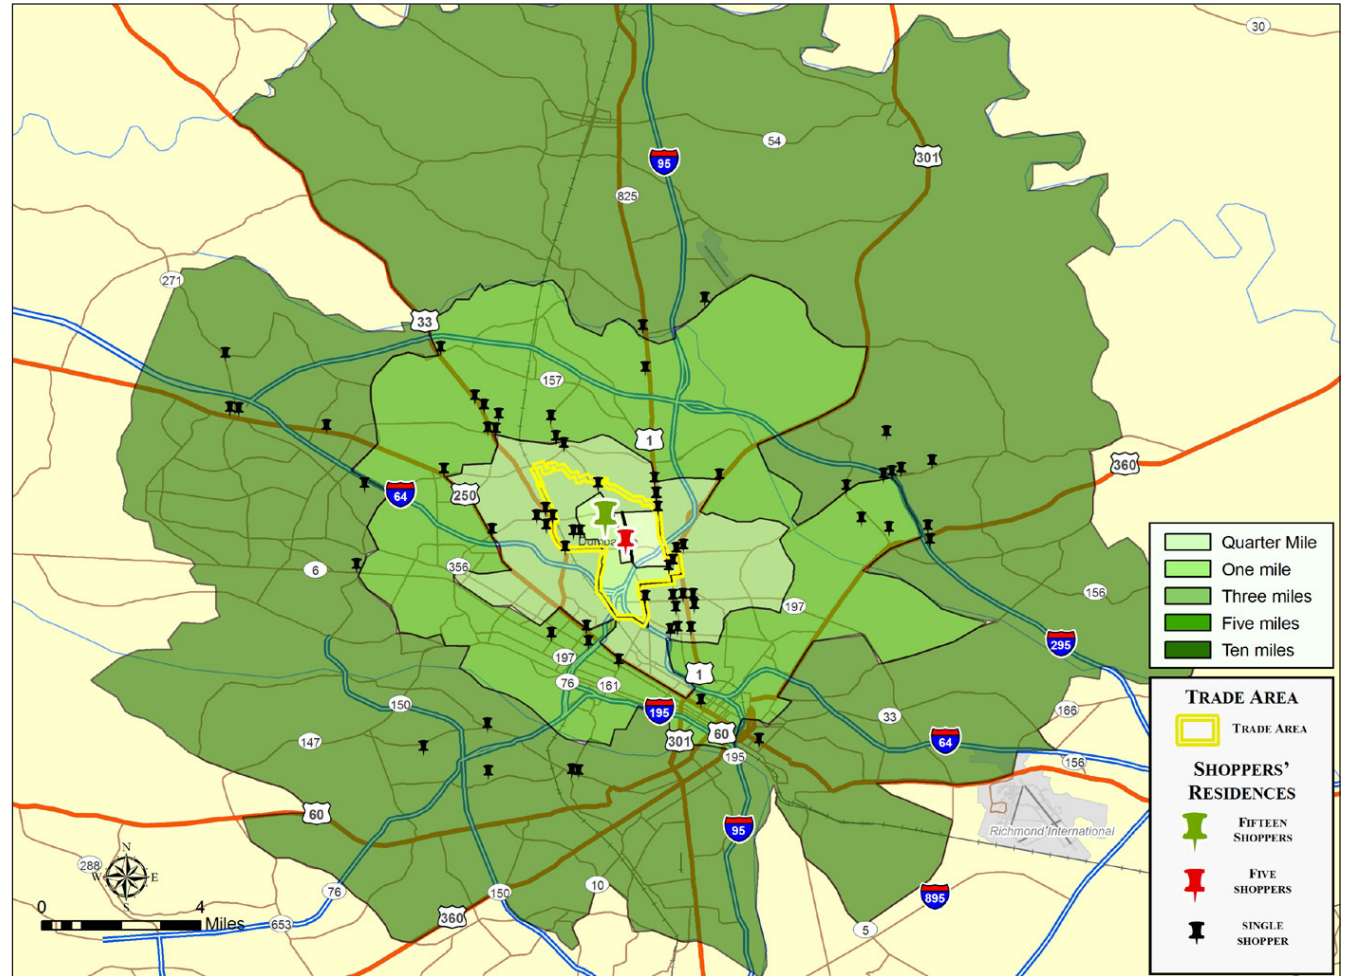 30
54
301
95
825
271
33
157
1
360
250
64
356
6
156
197
295
197
1
76
161
195
150
166
33
64
147
60
301
195
156
60
95
Richmond International
10
288
76
150
895
360
653
5
N
W E
S
0 4
Miles
Quarter Mile
One mile
Three miles
Five miles
Ten miles
TRADE AREA
TRADE AREA
SHOPPERS'
RESIDENCES
FIFTEEN
SHOPPERS
FIVE
SHOPPERS
SINGLE
SHOPPER